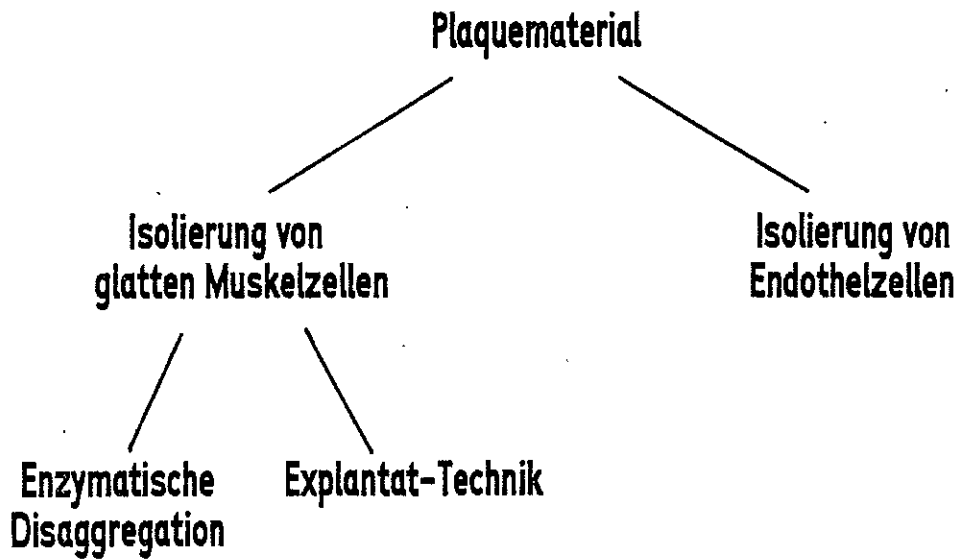 Plaquematerial
Isolierung von
glatten Muskelzellen
Isolierung von
Endothelzellen
Enzymatische
Disaggregation
Explantat-Technik